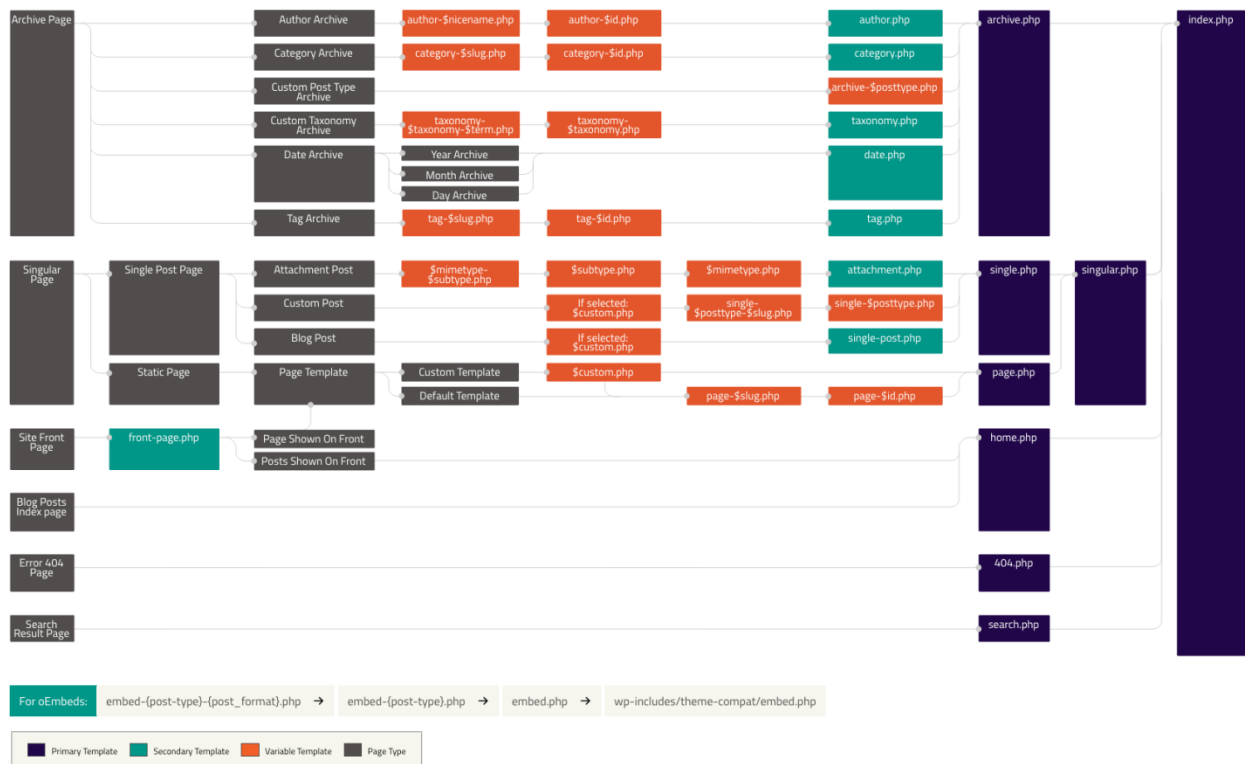 Archive Page
Author Archive
author-$nicename.php
author-$id.php
author.php
archive.php
index.php
Category Archive
category-$slug.php
category-$id.php
category.php
Custom Post Type
Archive
archive-$posttype.php
Custom Taxonomy
Archive
taxonomy-
$taxonomy-$term.php
taxonomy-
$taxonomy.php
taxonomy.php
Date Archive
Year Archive
Month Archive
Day Archive
date.php
Tag Archive
tag-$slug.php
tag-$id.php
tag.php
Singular
Page
Single Post Page
Attachment Post
$mimetype-
$subtype.php
$subtype.php
$mimetype.php
attachment.php
single.php
singular.php
Custom Post
If selected:
$custom.php
single-
$posttype-$slug.php
single-$posttype.php
Blog Post
If selected:
$custom.php
single-post.php
Static Page
Page Template
Custom Template
$custom.php
page.php
Default Template
page-$slug.php
page-$id.php
Site Front
Page
front-page.php
Page Shown On Front
Posts Shown On Front
home.php
Blog Posts
Index page
Error 404
Page
404.php
Search
Result Page
search.php
For oEmbeds:
embed-{post-type}-{post_format}.php →
embed-{post-type}.php →
embed.php →
wp-includes/theme-compat/embed.php
Primary Template
Secondary Template
Variable Template
Page Type